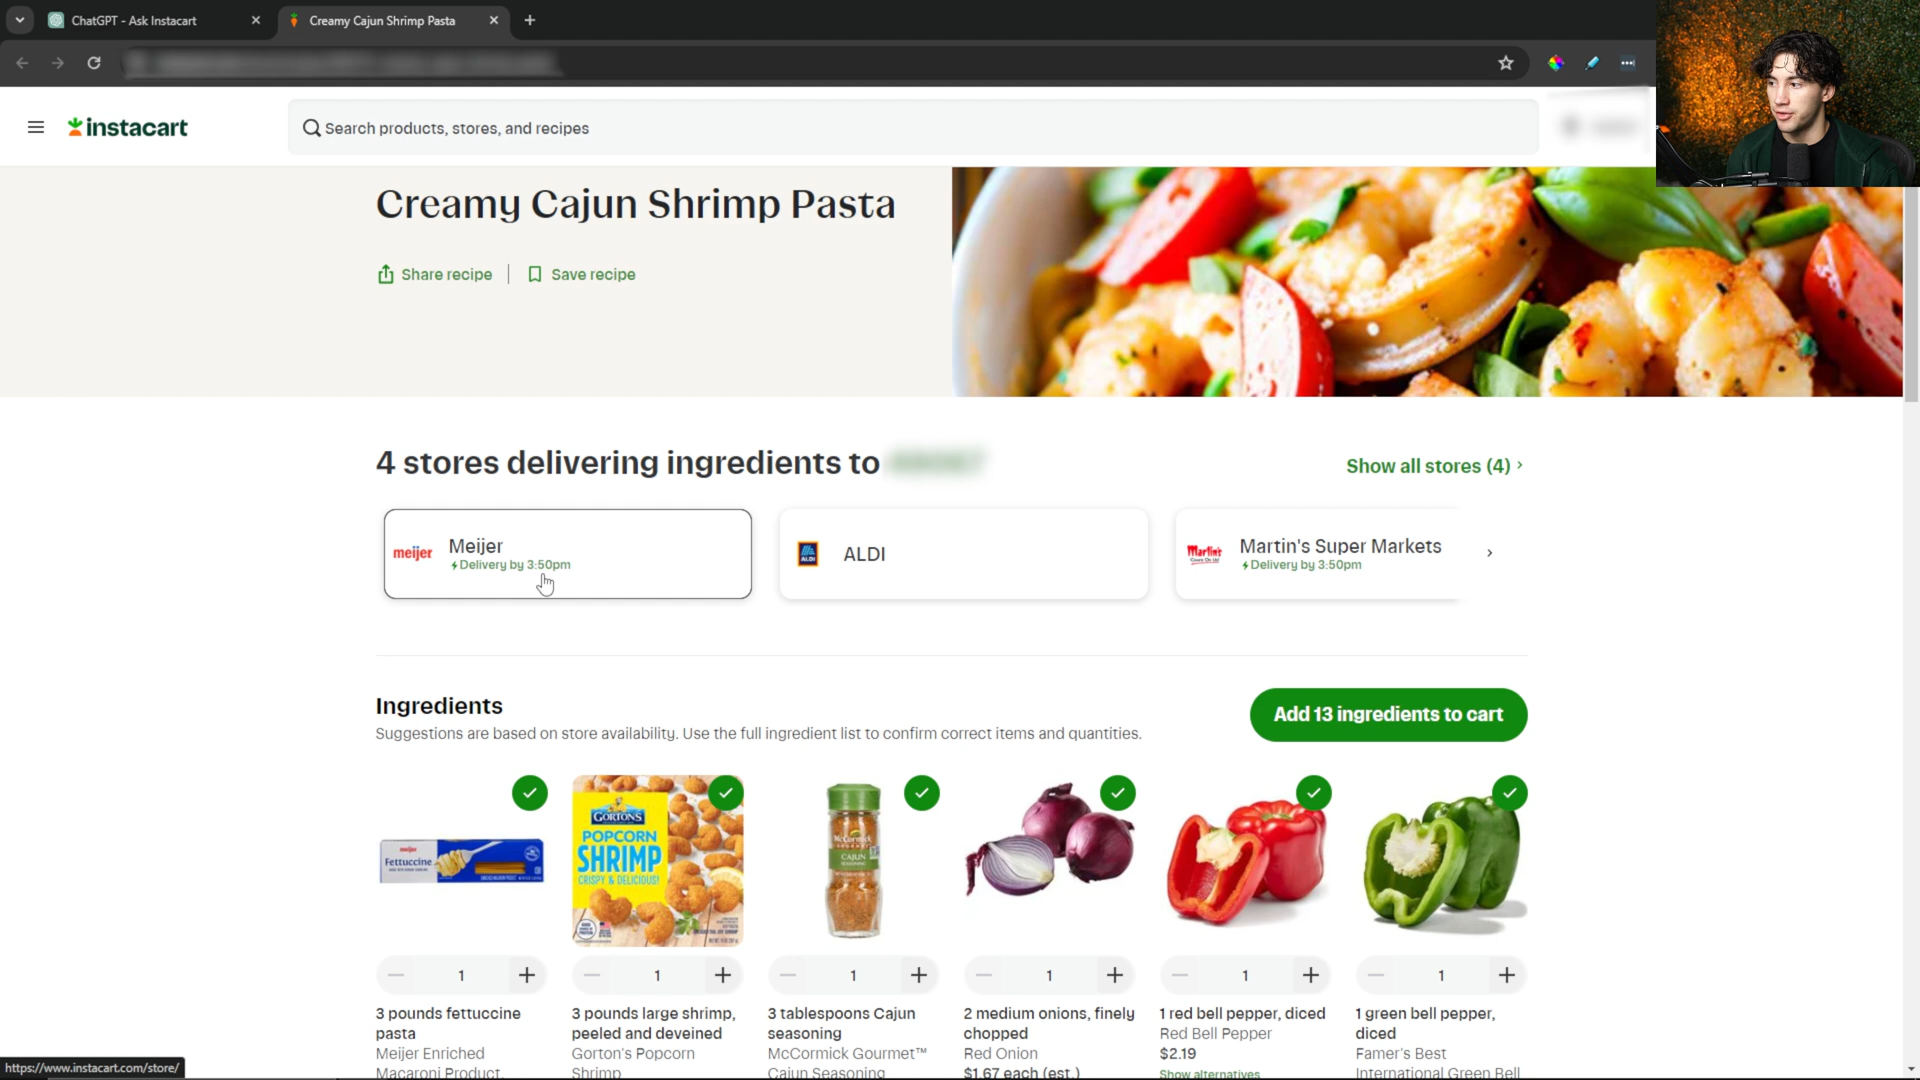 ChatGPT - Ask Instacart
Creamy Cajun Shrimp Pasta
instacart
Search products, stores, and recipes
Creamy Cajun Shrimp Pasta
Share recipe
Save recipe
4 stores delivering ingredients to
Show all stores (4)
meijer
Meijer
Delivery by 3:50pm
ALDI
ALDI
Martin's
Martin's Super Markets
Delivery by 3:50pm
Ingredients
Add 13 ingredients to cart
Suggestions are based on store availability. Use the full ingredient list to confirm correct items and quantities.
meijer
Fettuccine
GORTON'S
POPCORN
SHRIMP
CRISPY & DELICIOUS!
McCormick
GOURMET
CAJUN
SEASONING
1
1
1
1
1
1
3 pounds fettuccine
pasta
Meijer Enriched
Macaroni Product,
3 pounds large shrimp,
peeled and deveined
Gorton's Popcorn
Shrimp
3 tablespoons Cajun
seasoning
McCormick Gourmet™
Cajun Seasoning
2 medium onions, finely
chopped
Red Onion
$1.67 each (est.)
1 red bell pepper, diced
Red Bell Pepper
$2.19
Show alternatives
1 green bell pepper,
diced
Famer's Best
International Green Bell
https://www.instacart.com/store/